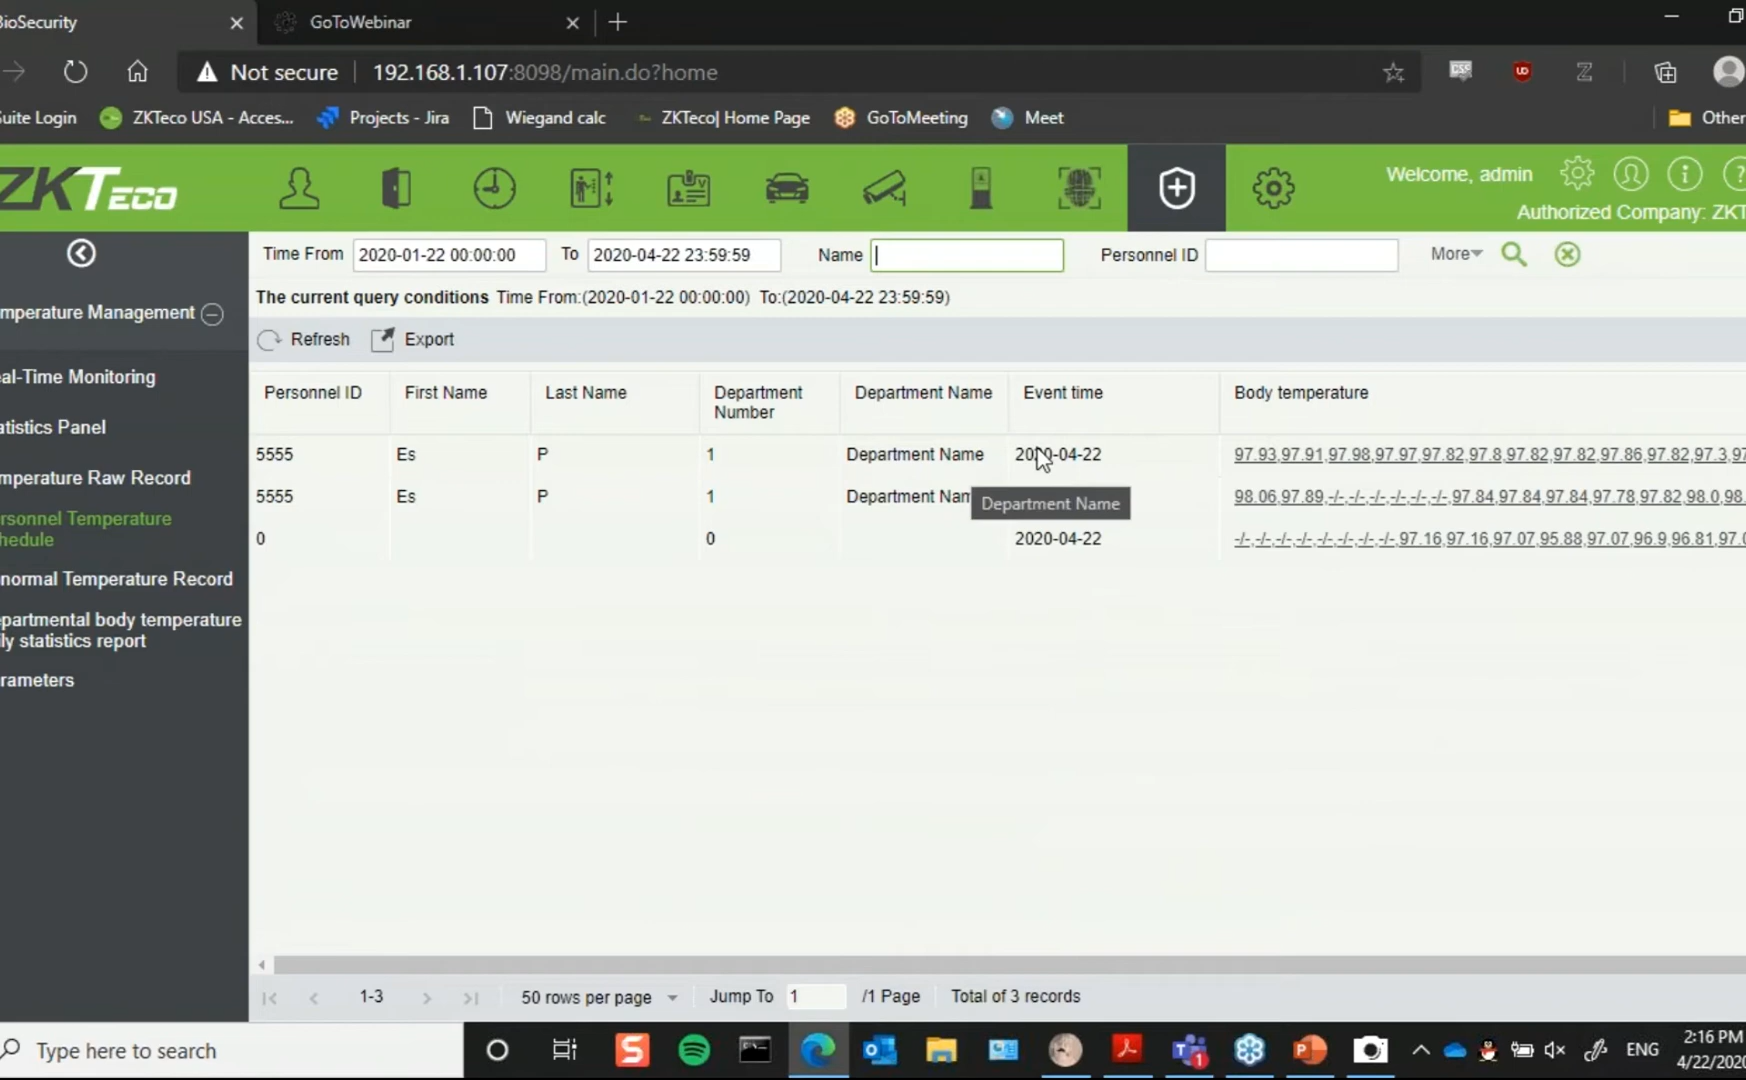 BioSecurity
GoToWebinar
Not secure
192.168.1.107:8098/main.do?home
CSS
UD
Z
Suite Login
ZKTeco USA - Acces...
Projects - Jira
Wiegand calc
ZKTeco| Home Page
GoToMeeting
Meet
Other
ZKTECO
Welcome, admin
Authorized Company: ZKT
Time From 2020-01-22 00:00:00 To 2020-04-22 23:59:59 Name Personnel ID More
The current query conditions Time From:(2020-01-22 00:00:00) To:(2020-04-22 23:59:59)
Refresh Export
mperature Management
al-Time Monitoring
atistics Panel
mperature Raw Record
rsonnel Temperature
hedule
normal Temperature Record
partmental body temperature
ily statistics report
rameters
Personnel ID First Name Last Name Department Number Department Name Event time Body temperature
5555 Es P 1 Department Name 2020-04-22 97.93,97.91,97.98,97.97,97.82,97.8,97.82,97.82,97.86,97.82,97.3,97
5555 Es P 1 Department Nam 98.06,97.89,-/-,-/-,-/-,-/-,-/-,-/-,97.84,97.84,97.84,97.78,97.82,98.0,98.
Department Name
0 0 2020-04-22 -/-,-/-,-/-,-/-,-/-,-/-,-/-,-/-,97.16,97.16,97.07,95.88,97.07,96.9,96.81,97.0
1-3 50 rows per page Jump To 1 /1 Page Total of 3 records
Type here to search
ENG
2:16 PM
4/22/2020